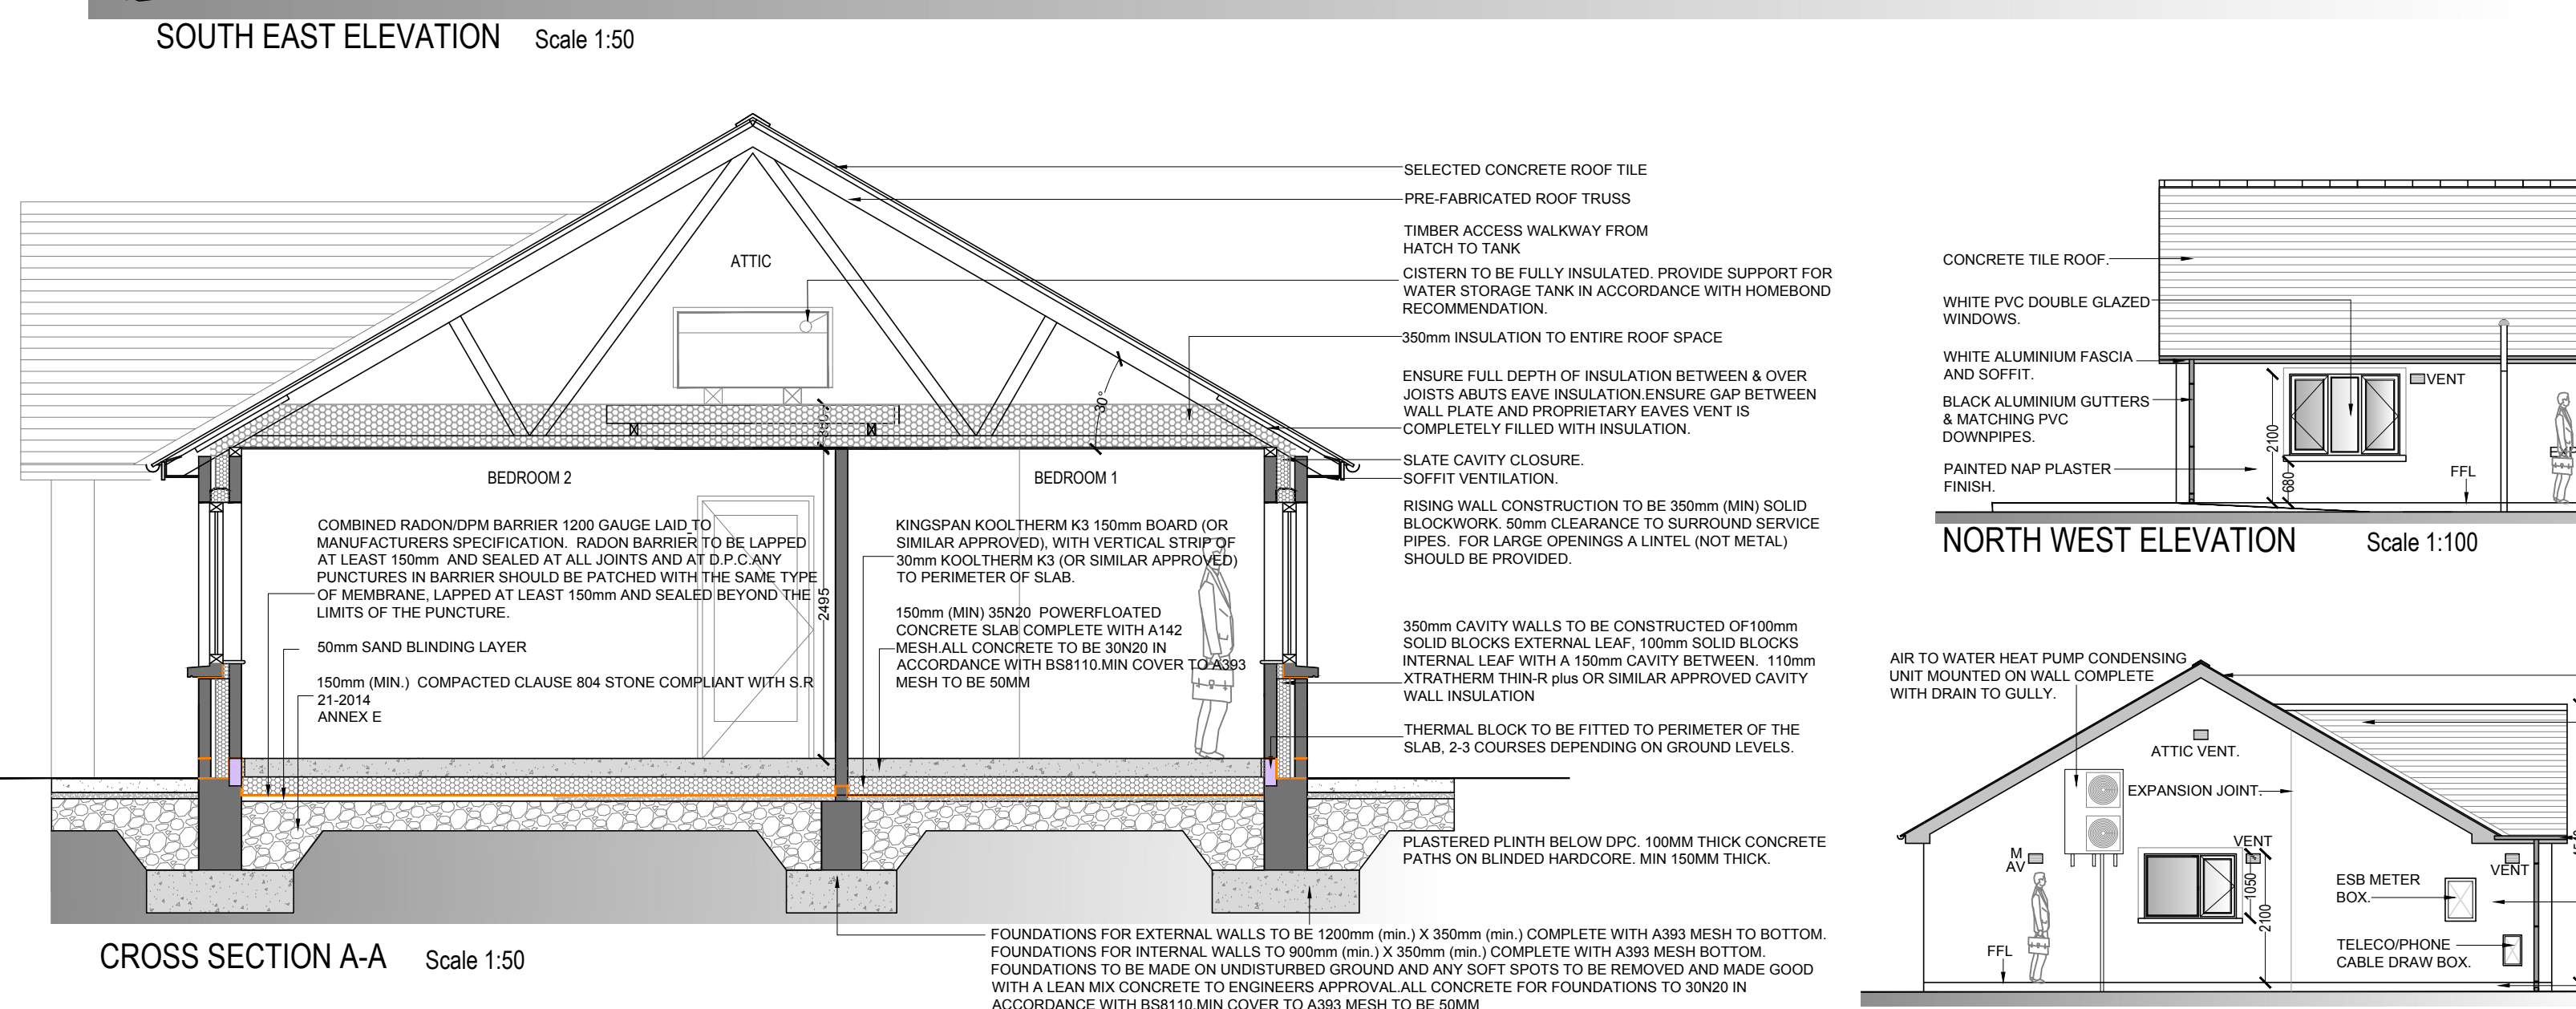 SOUTH EAST ELEVATION Scale 1:50
ATTIC
350
30°
BEDROOM 2
BEDROOM 1
2495
SELECTED CONCRETE ROOF TILE
PRE-FABRICATED ROOF TRUSS
TIMBER ACCESS WALKWAY FROM
HATCH TO TANK
CISTERN TO BE FULLY INSULATED. PROVIDE SUPPORT FOR
WATER STORAGE TANK IN ACCORDANCE WITH HOMEBOND
RECOMMENDATION.
350mm INSULATION TO ENTIRE ROOF SPACE
ENSURE FULL DEPTH OF INSULATION BETWEEN & OVER
JOISTS ABUTS EAVE INSULATION.ENSURE GAP BETWEEN
WALL PLATE AND PROPRIETARY EAVES VENT IS
COMPLETELY FILLED WITH INSULATION.
SLATE CAVITY CLOSURE.
SOFFIT VENTILATION.
RISING WALL CONSTRUCTION TO BE 350mm (MIN) SOLID
BLOCKWORK. 50mm CLEARANCE TO SURROUND SERVICE
PIPES. FOR LARGE OPENINGS A LINTEL (NOT METAL)
SHOULD BE PROVIDED.
350mm CAVITY WALLS TO BE CONSTRUCTED OF100mm
SOLID BLOCKS EXTERNAL LEAF, 100mm SOLID BLOCKS
INTERNAL LEAF WITH A 150mm CAVITY BETWEEN. 110mm
XTRATHERM THIN-R plus OR SIMILAR APPROVED CAVITY
WALL INSULATION
THERMAL BLOCK TO BE FITTED TO PERIMETER OF THE
SLAB, 2-3 COURSES DEPENDING ON GROUND LEVELS.
PLASTERED PLINTH BELOW DPC. 100MM THICK CONCRETE
PATHS ON BLINDED HARDCORE. MIN 150MM THICK.
COMBINED RADON/DPM BARRIER 1200 GAUGE LAID TO
MANUFACTURERS SPECIFICATION. RADON BARRIER TO BE LAPPED
AT LEAST 150mm AND SEALED AT ALL JOINTS AND AT D.P.C.ANY
PUNCTURES IN BARRIER SHOULD BE PATCHED WITH THE SAME TYPE
OF MEMBRANE, LAPPED AT LEAST 150mm AND SEALED BEYOND THE
LIMITS OF THE PUNCTURE.
50mm SAND BLINDING LAYER
150mm (MIN.) COMPACTED CLAUSE 804 STONE COMPLIANT WITH S.R
21-2014
ANNEX E
KINGSPAN KOOLTHERM K3 150mm BOARD (OR
SIMILAR APPROVED), WITH VERTICAL STRIP OF
30mm KOOLTHERM K3 (OR SIMILAR APPROVED)
TO PERIMETER OF SLAB.
150mm (MIN) 35N20 POWERFLOATED
CONCRETE SLAB COMPLETE WITH A142
MESH.ALL CONCRETE TO BE 30N20 IN
ACCORDANCE WITH BS8110.MIN COVER TO A393
MESH TO BE 50MM
FOUNDATIONS FOR EXTERNAL WALLS TO BE 1200mm (min.) X 350mm (min.) COMPLETE WITH A393 MESH TO BOTTOM.
FOUNDATIONS FOR INTERNAL WALLS TO 900mm (min.) X 350mm (min.) COMPLETE WITH A393 MESH BOTTOM.
FOUNDATIONS TO BE MADE ON UNDISTURBED GROUND AND ANY SOFT SPOTS TO BE REMOVED AND MADE GOOD
WITH A LEAN MIX CONCRETE TO ENGINEERS APPROVAL.ALL CONCRETE FOR FOUNDATIONS TO 30N20 IN
ACCORDANCE WITH BS8110.MIN COVER TO A393 MESH TO BE 50MM
CROSS SECTION A-A Scale 1:50
CONCRETE TILE ROOF.
WHITE PVC DOUBLE GLAZED
WINDOWS.
WHITE ALUMINIUM FASCIA
AND SOFFIT.
BLACK ALUMINIUM GUTTERS
& MATCHING PVC
DOWNPIPES.
PAINTED NAP PLASTER
FINISH.
VENT
2100
680
FFL
NORTH WEST ELEVATION Scale 1:100
AIR TO WATER HEAT PUMP CONDENSING
UNIT MOUNTED ON WALL COMPLETE
WITH DRAIN TO GULLY.
ATTIC VENT.
EXPANSION JOINT.
M
AV
VENT
1050
2100
VENT
ESB METER
BOX.
TELECO/PHONE
CABLE DRAW BOX.
FFL